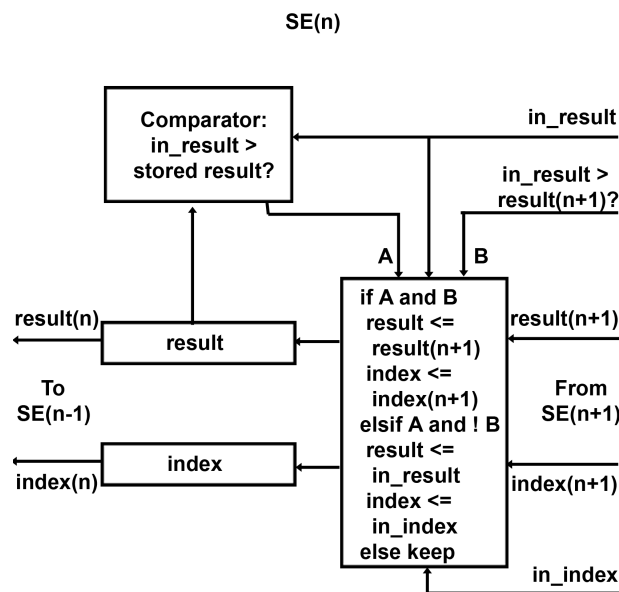 SE(n)
Comparator:
in_result >
stored result?
in_result
in_result >
result(n+1)?
A
B
if A and B
result <=
result(n+1)
index <=
index(n+1)
elsif A and ! B
result <=
in_result
index <=
in_index
else keep
result(n)
result
result(n+1)
To
SE(n-1)
From
SE(n+1)
index
index(n)
index(n+1)
in_index